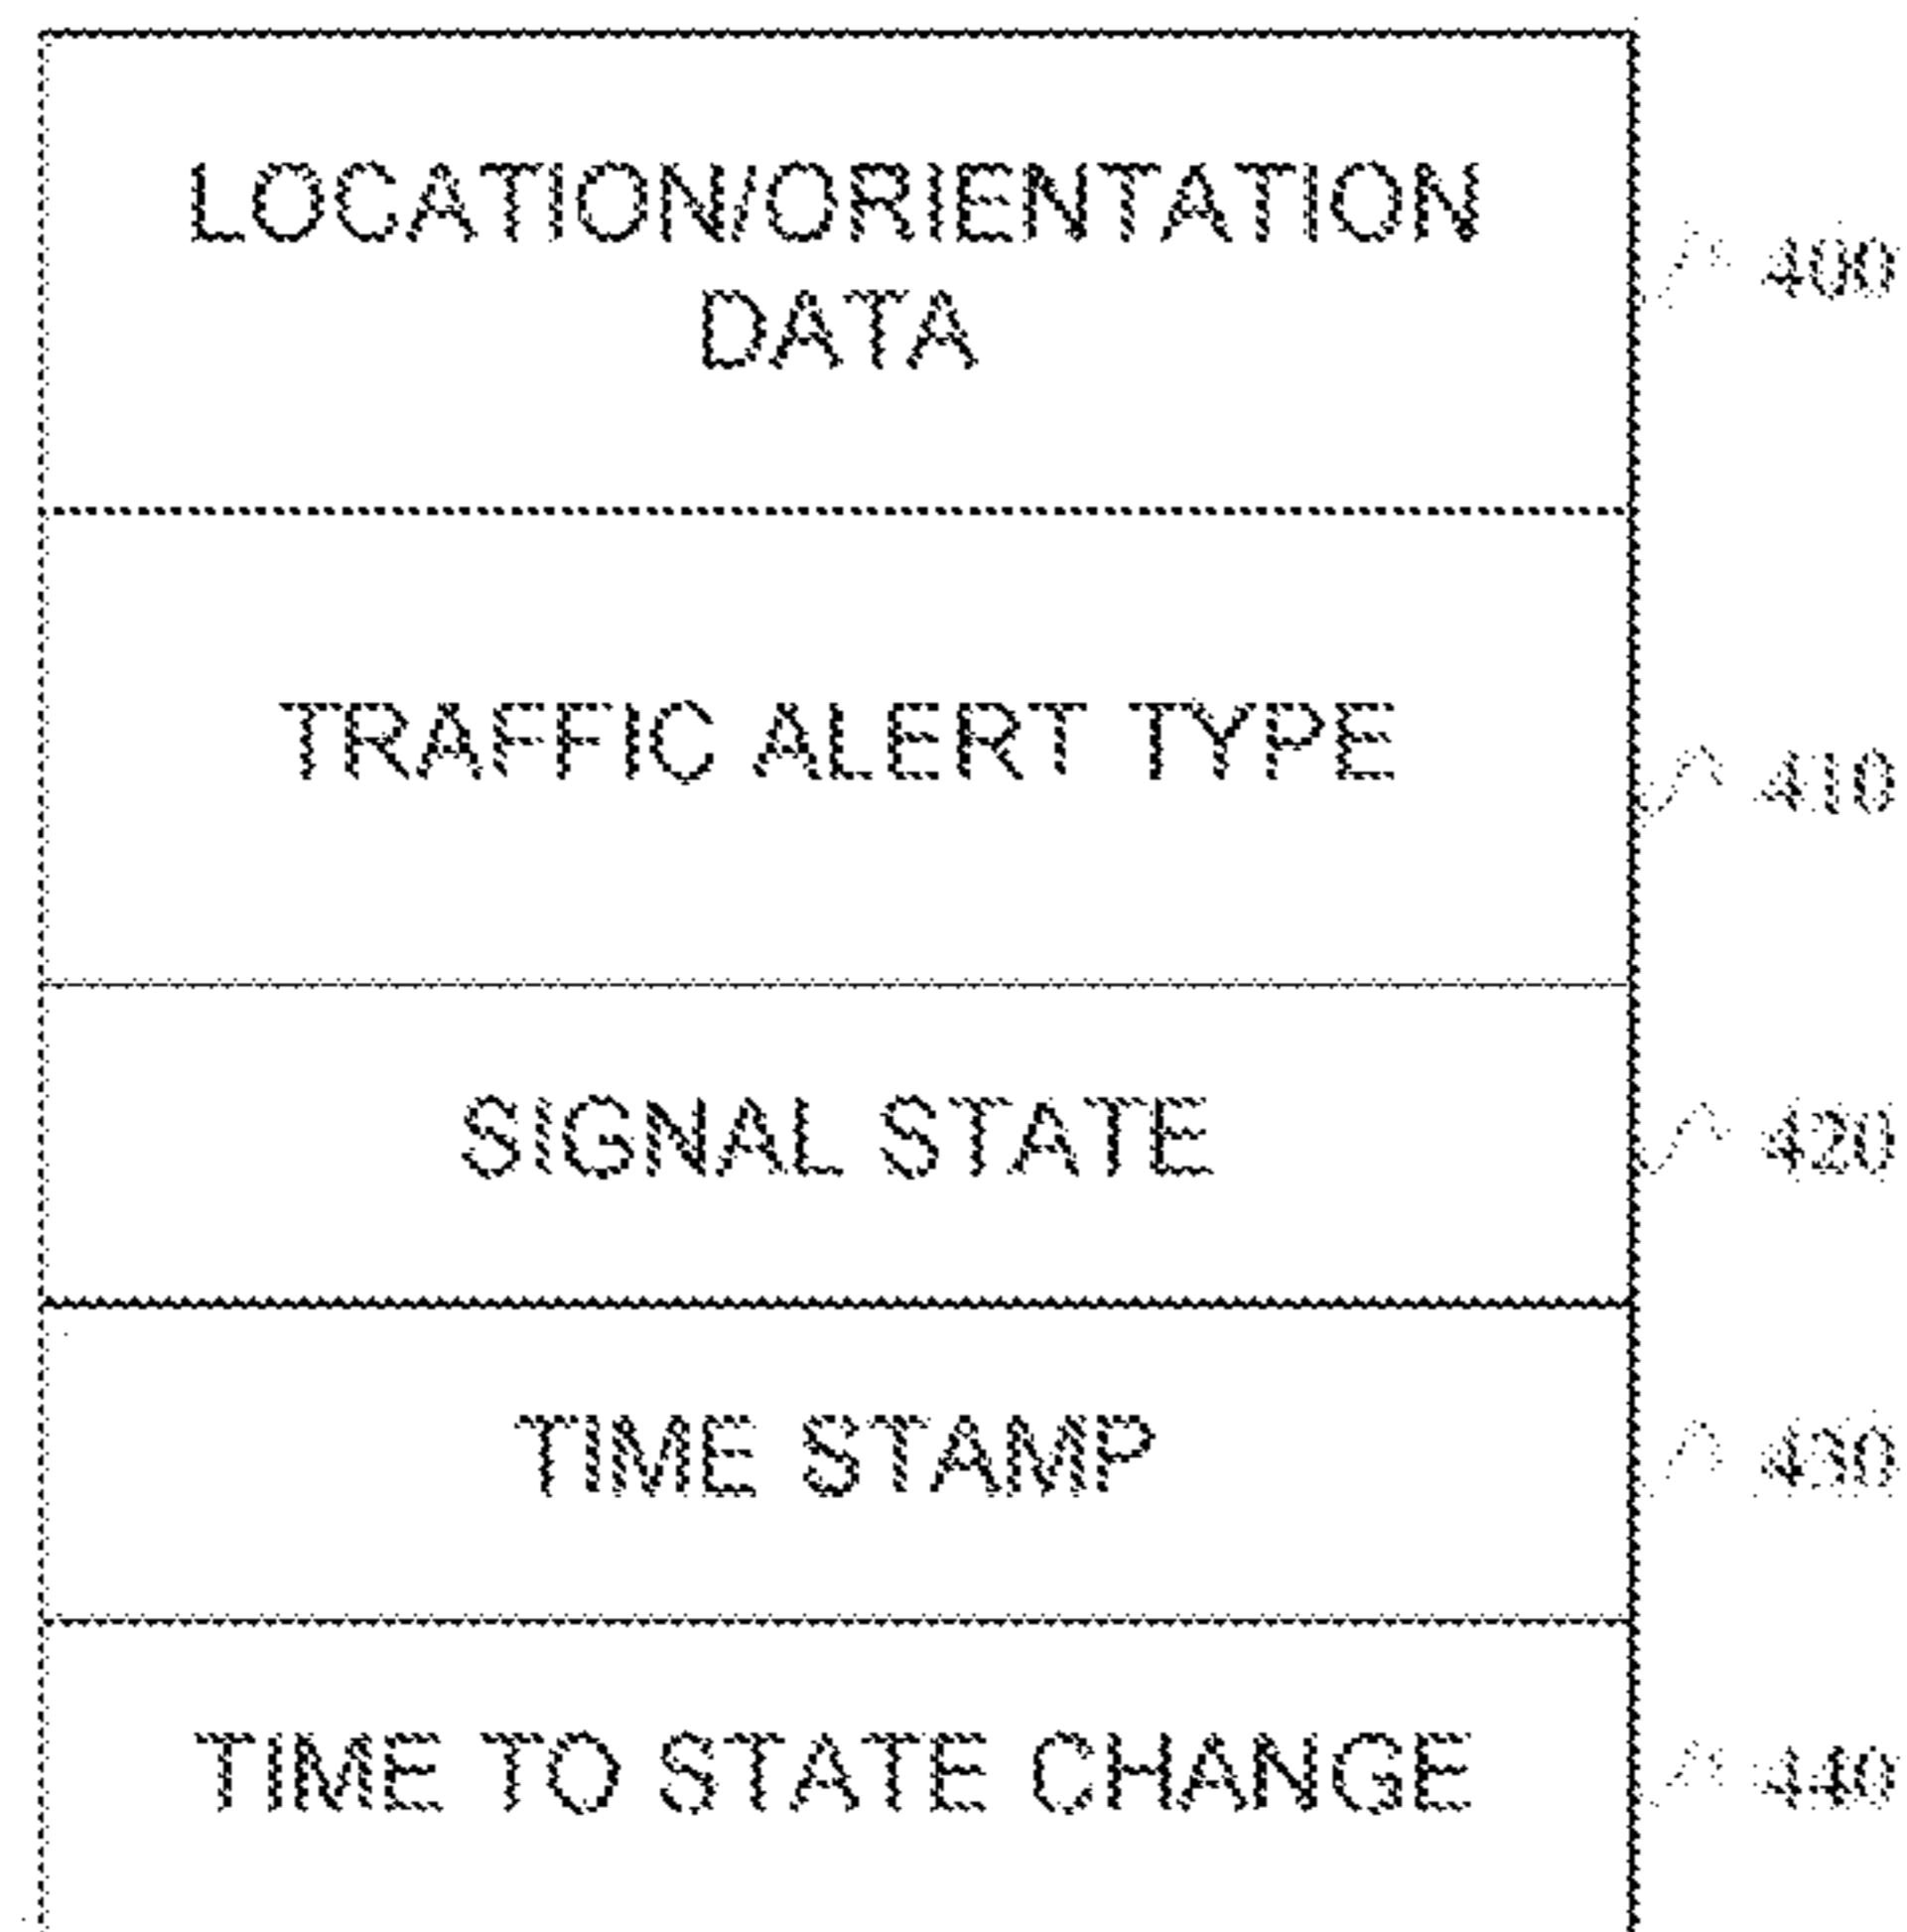 LOCATION/ORIENTATION
DATA
400
TRAFFIC ALERT TYPE
410
SIGNAL STATE
420
TIME STAMP
430
TIME TO STATE CHANGE
440